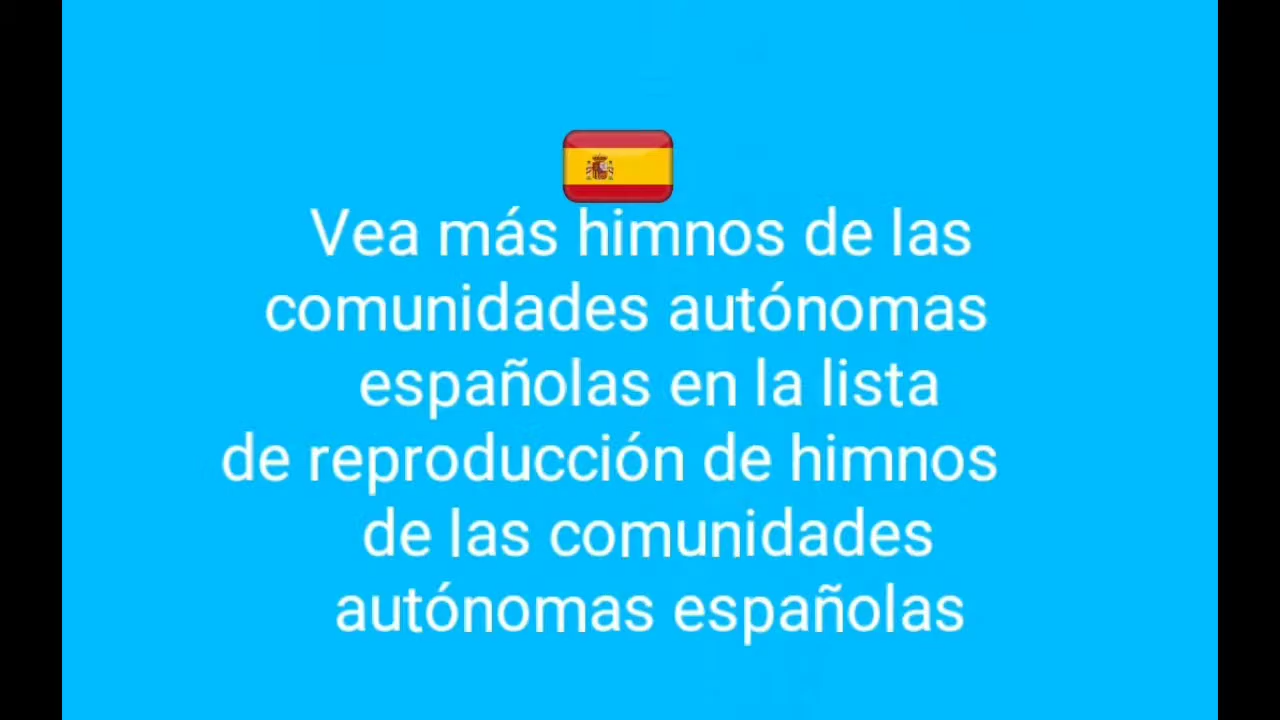 Vea más himnos de las
comunidades autónomas
españolas en la lista
de reproducción de himnos
de las comunidades
autónomas españolas